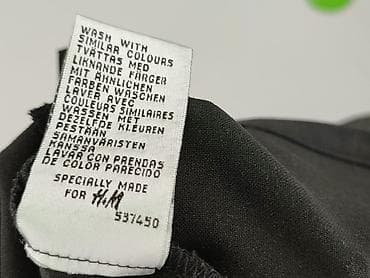 WASH WITH
SIMILAR COLOURS
TVÄTTAS MED
LIKNANDE FÄRGER
MIT ÄHNLICHEN
FARBEN WASCHEN
LAVER AVEC
COULEURS SIMILAIRES
WASSEN MET
DEZELFDE KLEUREN
PESTÄÄN
SAMANVÄRISTEN
KANSSA
LAVAR CON PRENDAS
DE COLOR PARECIDO
SPECIALLY MADE
FOR H&M
537450